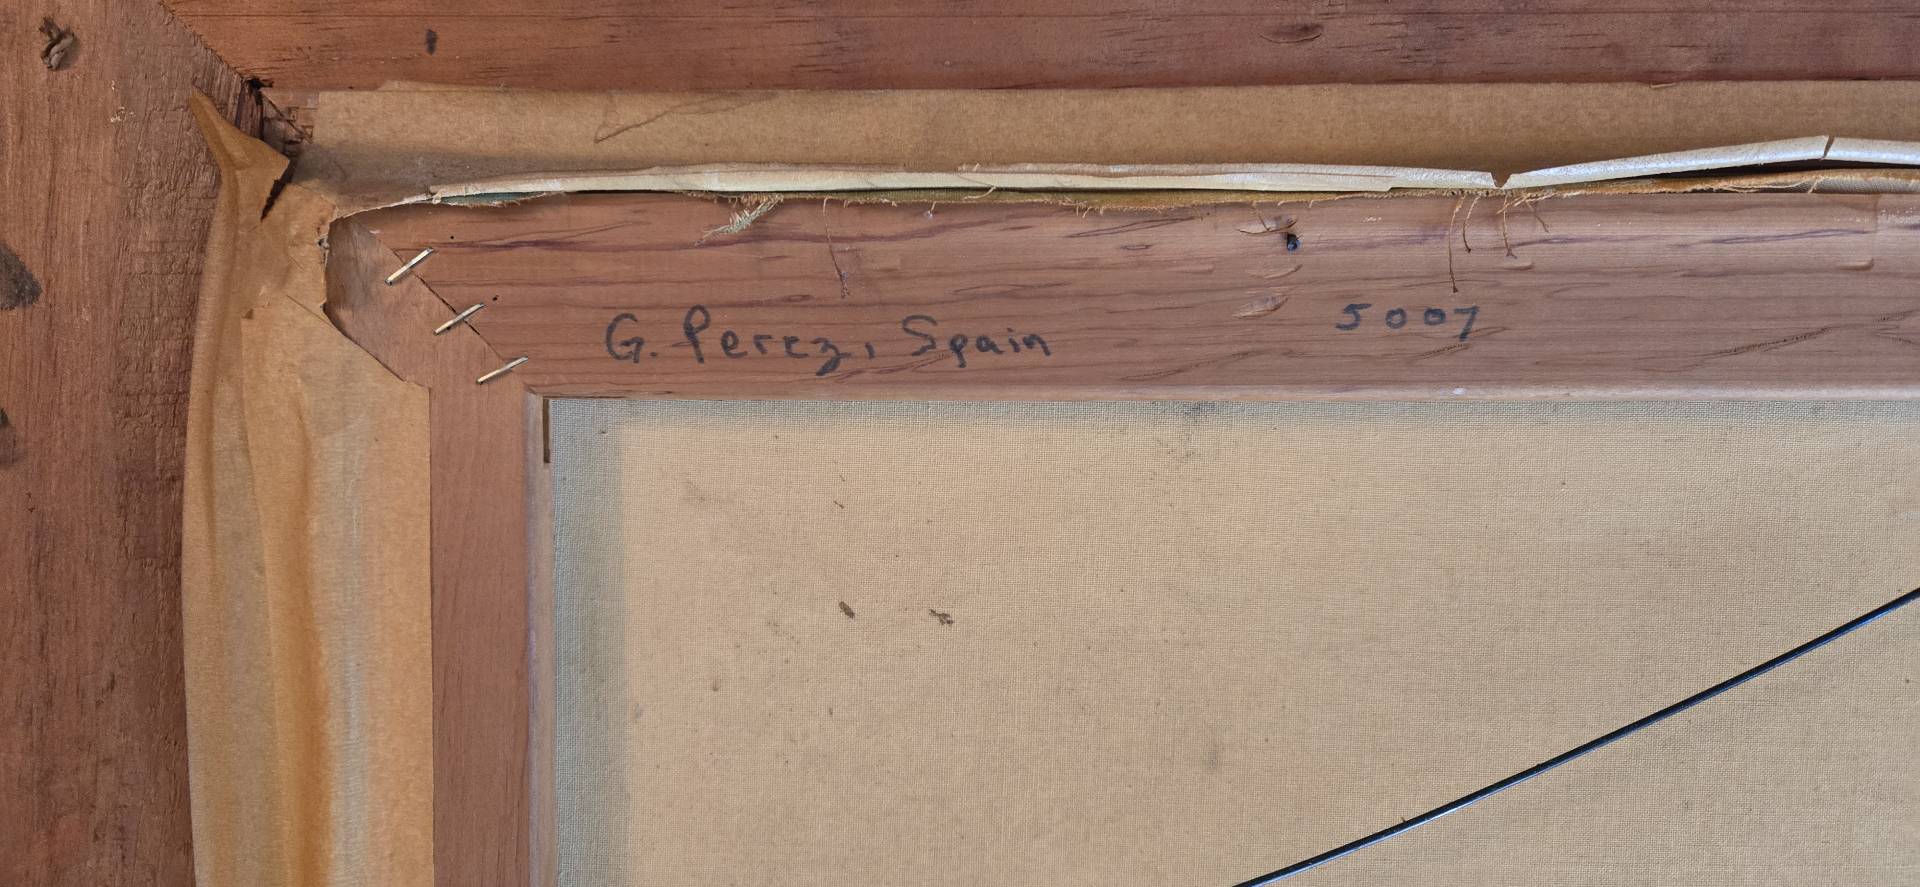 G. Perez, Spain 5007